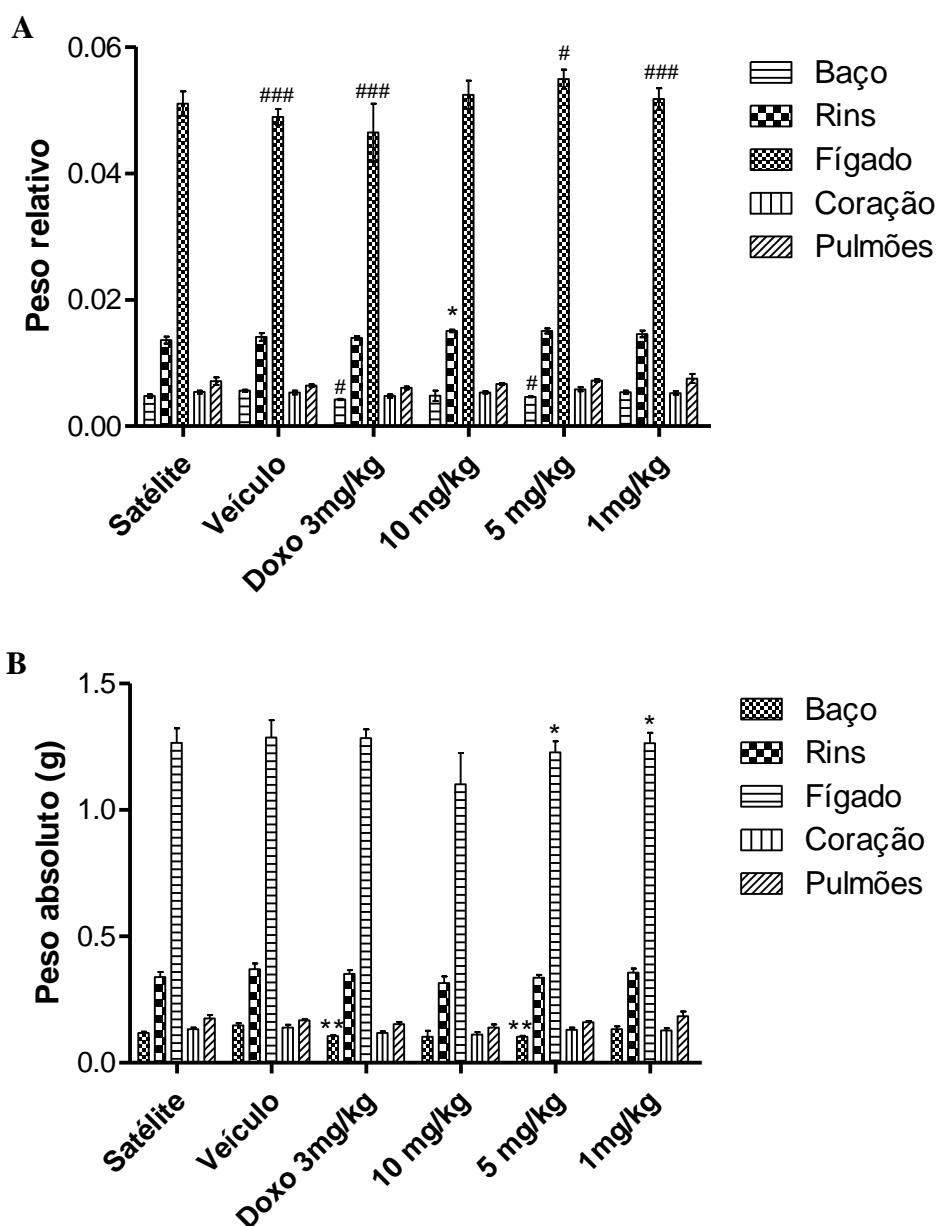 A
Peso relativo
0.06
0.04
0.02
0.00
###
###
#
###
*
#
#
Satélite
Veículo
Doxo 3mg/kg
10 mg/kg
5 mg/kg
1mg/kg
Baço
Rins
Fígado
Coração
Pulmões
B
Peso absoluto (g)
1.5
1.0
0.5
0.0
*
*
**
**
Satélite
Veículo
Doxo 3mg/kg
10 mg/kg
5 mg/kg
1mg/kg
Baço
Rins
Fígado
Coração
Pulmões